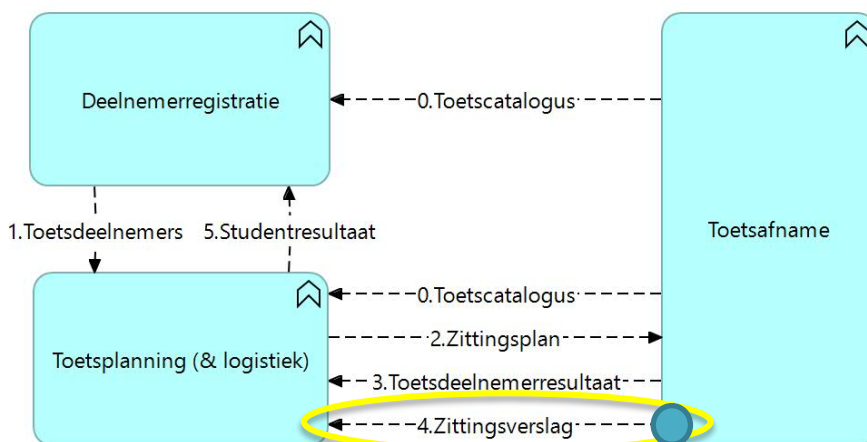 Deelnemerregistratie
0.Toetscatalogus
1.Toetsdeelnemers
5.Studentresultaat
Toetsafname
0.Toetscatalogus
2.Zittingsplan
Toetsplanning (& logistiek)
3.Toetsdeelnemerresultaat
4.Zittingsverslag